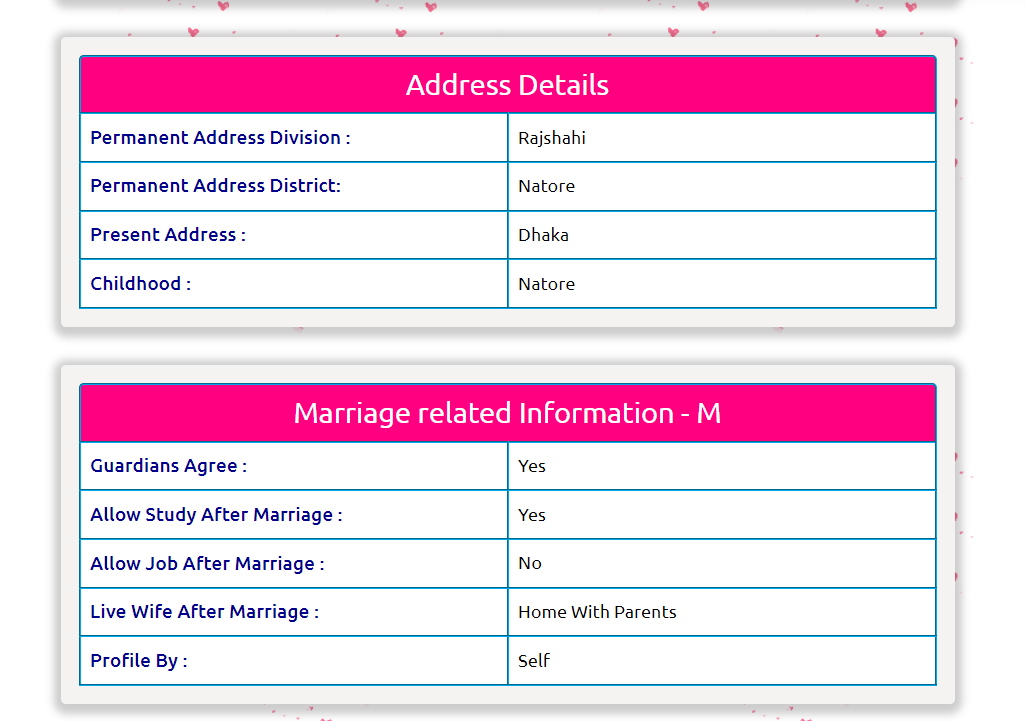 Address Details
Permanent Address Division : Rajshahi
Permanent Address District: Natore
Present Address : Dhaka
Childhood : Natore
Marriage related Information - M
Guardians Agree : Yes
Allow Study After Marriage : Yes
Allow Job After Marriage : No
Live Wife After Marriage : Home With Parents
Profile By : Self